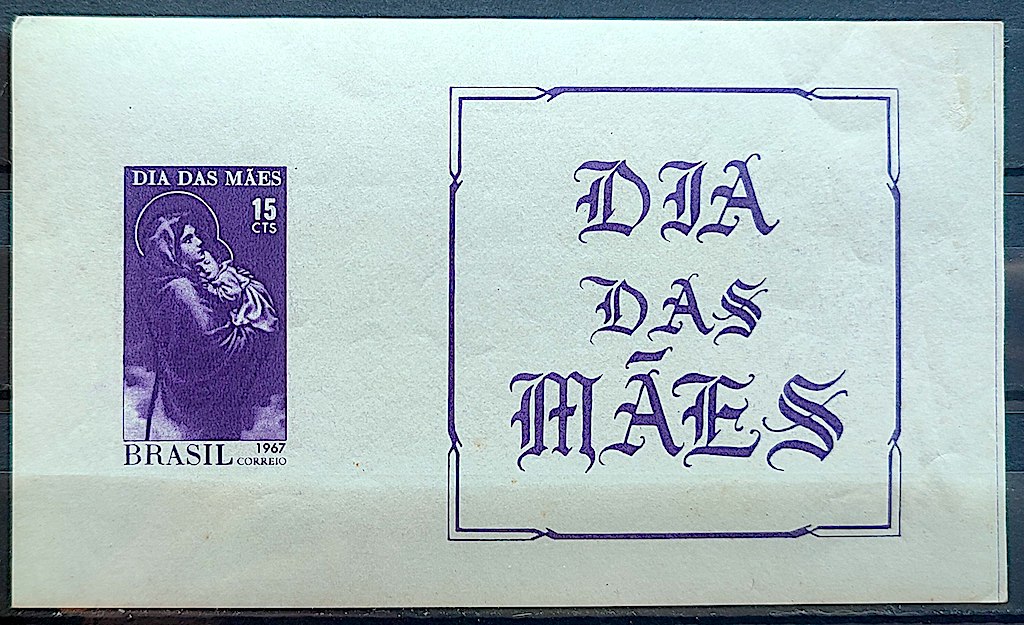 DIA DAS MÃES
15
CTS
BRASIL 1967
CORREIO
DIA
DAS
MÃES